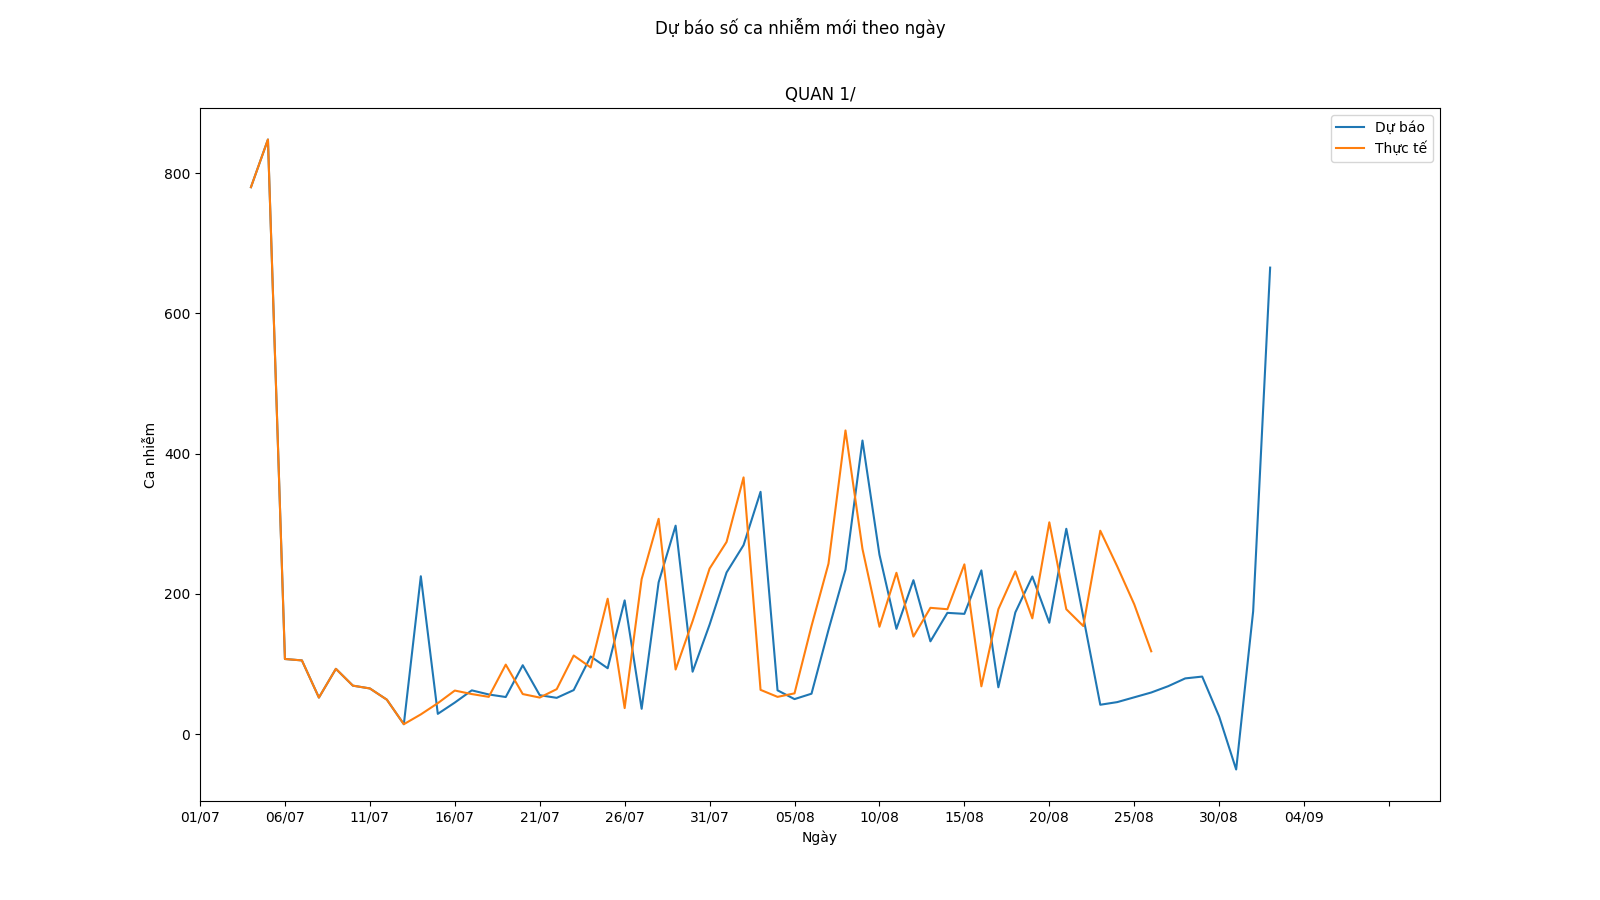 Dự báo số ca nhiễm mới theo ngày
QUAN 1/
Dự báo
Thực tế
800
600
400
200
0
Ca nhiễm
01/07 06/07 11/07 16/07 21/07 26/07 31/07 05/08 10/08 15/08 20/08 25/08 30/08 04/09
Ngày